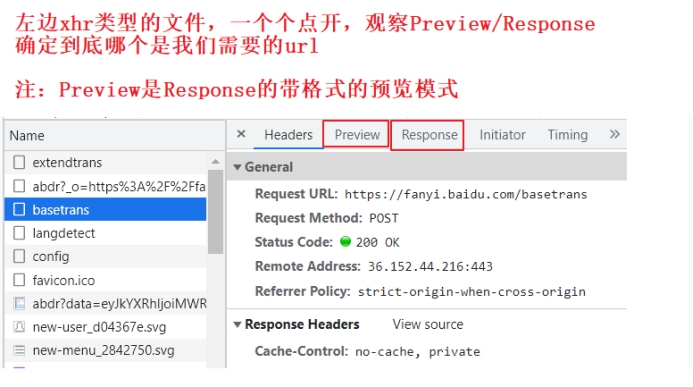 左边xhr类型的文件，一个个点开，观察Preview/Response
确定到底哪个是我们需要的url
注：Preview是Response的带格式的预览模式
Name
× Headers Preview Response Initiator Timing »
extendtrans
▼ General
abdr?_o=https%3A%2F%2Ffa
Request URL: https://fanyi.baidu.com/basetrans
basetrans
Request Method: POST
langdetect
Status Code: 200 OK
config
Remote Address: 36.152.44.216:443
favicon.ico
Referrer Policy: strict-origin-when-cross-origin
abdr?data=eyJkYXRhIjoiMWR
new-user_d04367e.svg
▼ Response Headers View source
new-menu_2842750.svg
Cache-Control: no-cache, private